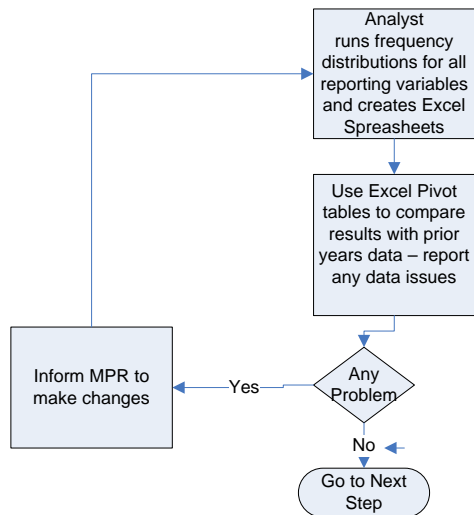 Analyst
runs frequency
distributions for all
reporting variables
and creates Excel
Spreasheets
Use Excel Pivot
tables to compare
results with prior
years data – report
any data issues
Any
Problem
Yes
Inform MPR to
make changes
No
Go to Next
Step